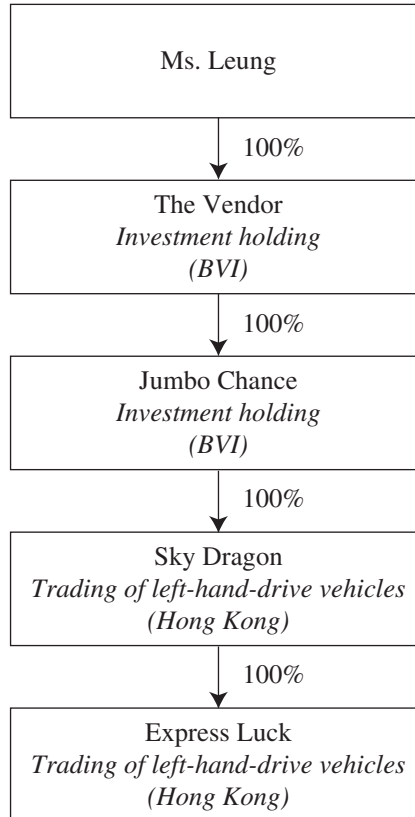 Ms. Leung
100%
The Vendor
Investment holding
(BVI)
100%
Jumbo Chance
Investment holding
(BVI)
100%
Sky Dragon
Trading of left-hand-drive vehicles
(Hong Kong)
100%
Express Luck
Trading of left-hand-drive vehicles
(Hong Kong)